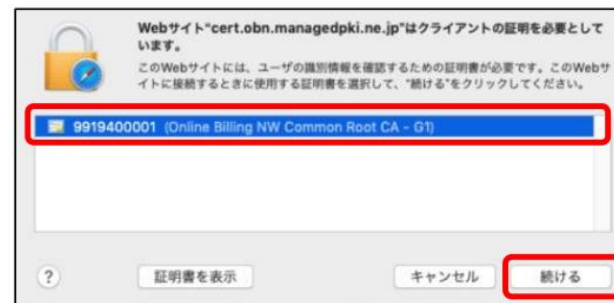 Webサイト"cert.obn.managedpki.ne.jp"はクライアントの証明を必要として
います。
このWebサイトには、ユーザの識別情報を確認するための証明書が必要です。このWebサ
イトに接続するときに使用する証明書を選択して、"続ける"をクリックしてください。
9919400001 (Online Billing NW Common Root CA - G1)
? 証明書を表示 キャンセル 続ける